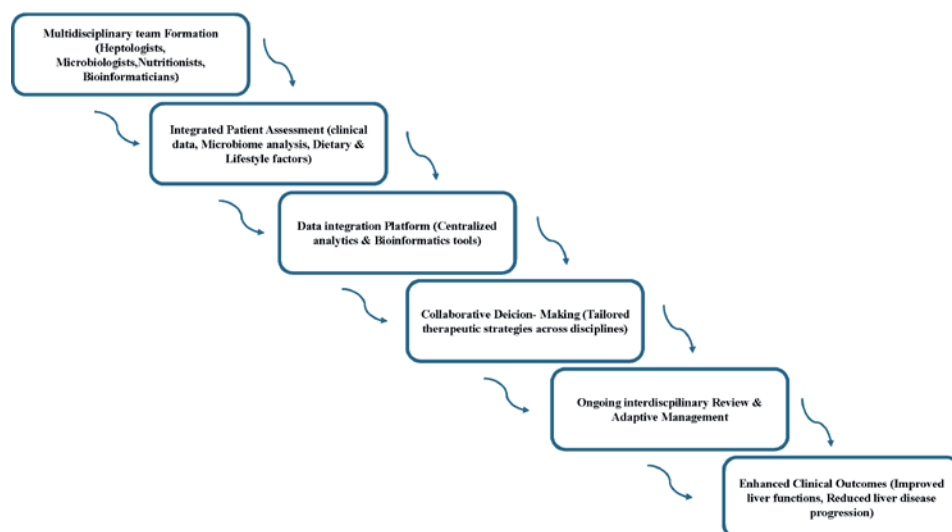 Multidisciplinary team Formation
(Heptologists,
Microbiologists,Nutritionists,
Bioinformaticians)
Integrated Patient Assessment (clinical
data, Microbiome analysis, Dietary &
Lifestyle factors)
Data integration Platform (Centralized
analytics & Bioinformatics tools)
Collaborative Deicion- Making (Tailored
therapeutic strategies across disciplines)
Ongoing interdiscpilinary Review &
Adaptive Management
Enhanced Clinical Outcomes (Improved
liver functions, Reduced liver disease
progression)